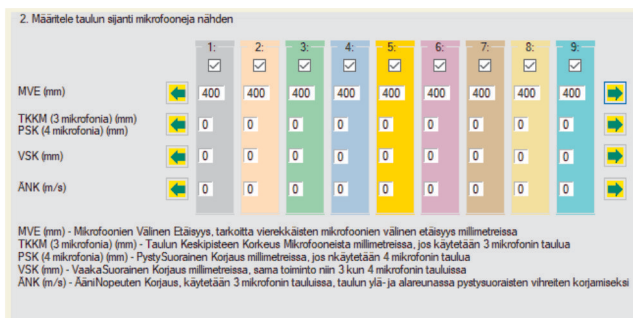 2. Määritele taulun sijanti mikrofooneja nähden
1: 2: 3: 4: 5: 6: 7: 8: 9:
MVE (mm) 400 400 400 400 400 400 400 400 400
TKKM (3 mikrofonia) (mm)
PSK (4 mikrofonia) (mm) 0 0 0 0 0 0 0 0 0
VSK (mm) 0 0 0 0 0 0 0 0 0
ÄNK (m/s) 0 0 0 0 0 0 0 0 0
MVE (mm) - Mikrofoonien Välinen Etäisyys, tarkoitta vierekkäisten mikrofoonien välinen etäisyys millimetreissa
TKKM (3 mikrofonia) (mm) - Taulun Keskipisteen Korkeus Mikrofooneista millimetreissa, jos käytetään 3 mikrofonin taulua
PSK (4 mikrofonia) (mm) - PystySuorainen Korjaus millimetreissa, jos nkäytetään 4 mikrofonin taulua
VSK (mm) - VaakaSuorainen Korjaus millimetreissa, sama toiminto niin 3 kun 4 mikrofonin tauluissa
ÄNK (m/s) - ÄäniNopeuten Korjaus, käytetään 3 mikrofonin tauluissa, taulun ylä- ja alareunassa pystysuoraisten vihreiten korjamiseksi